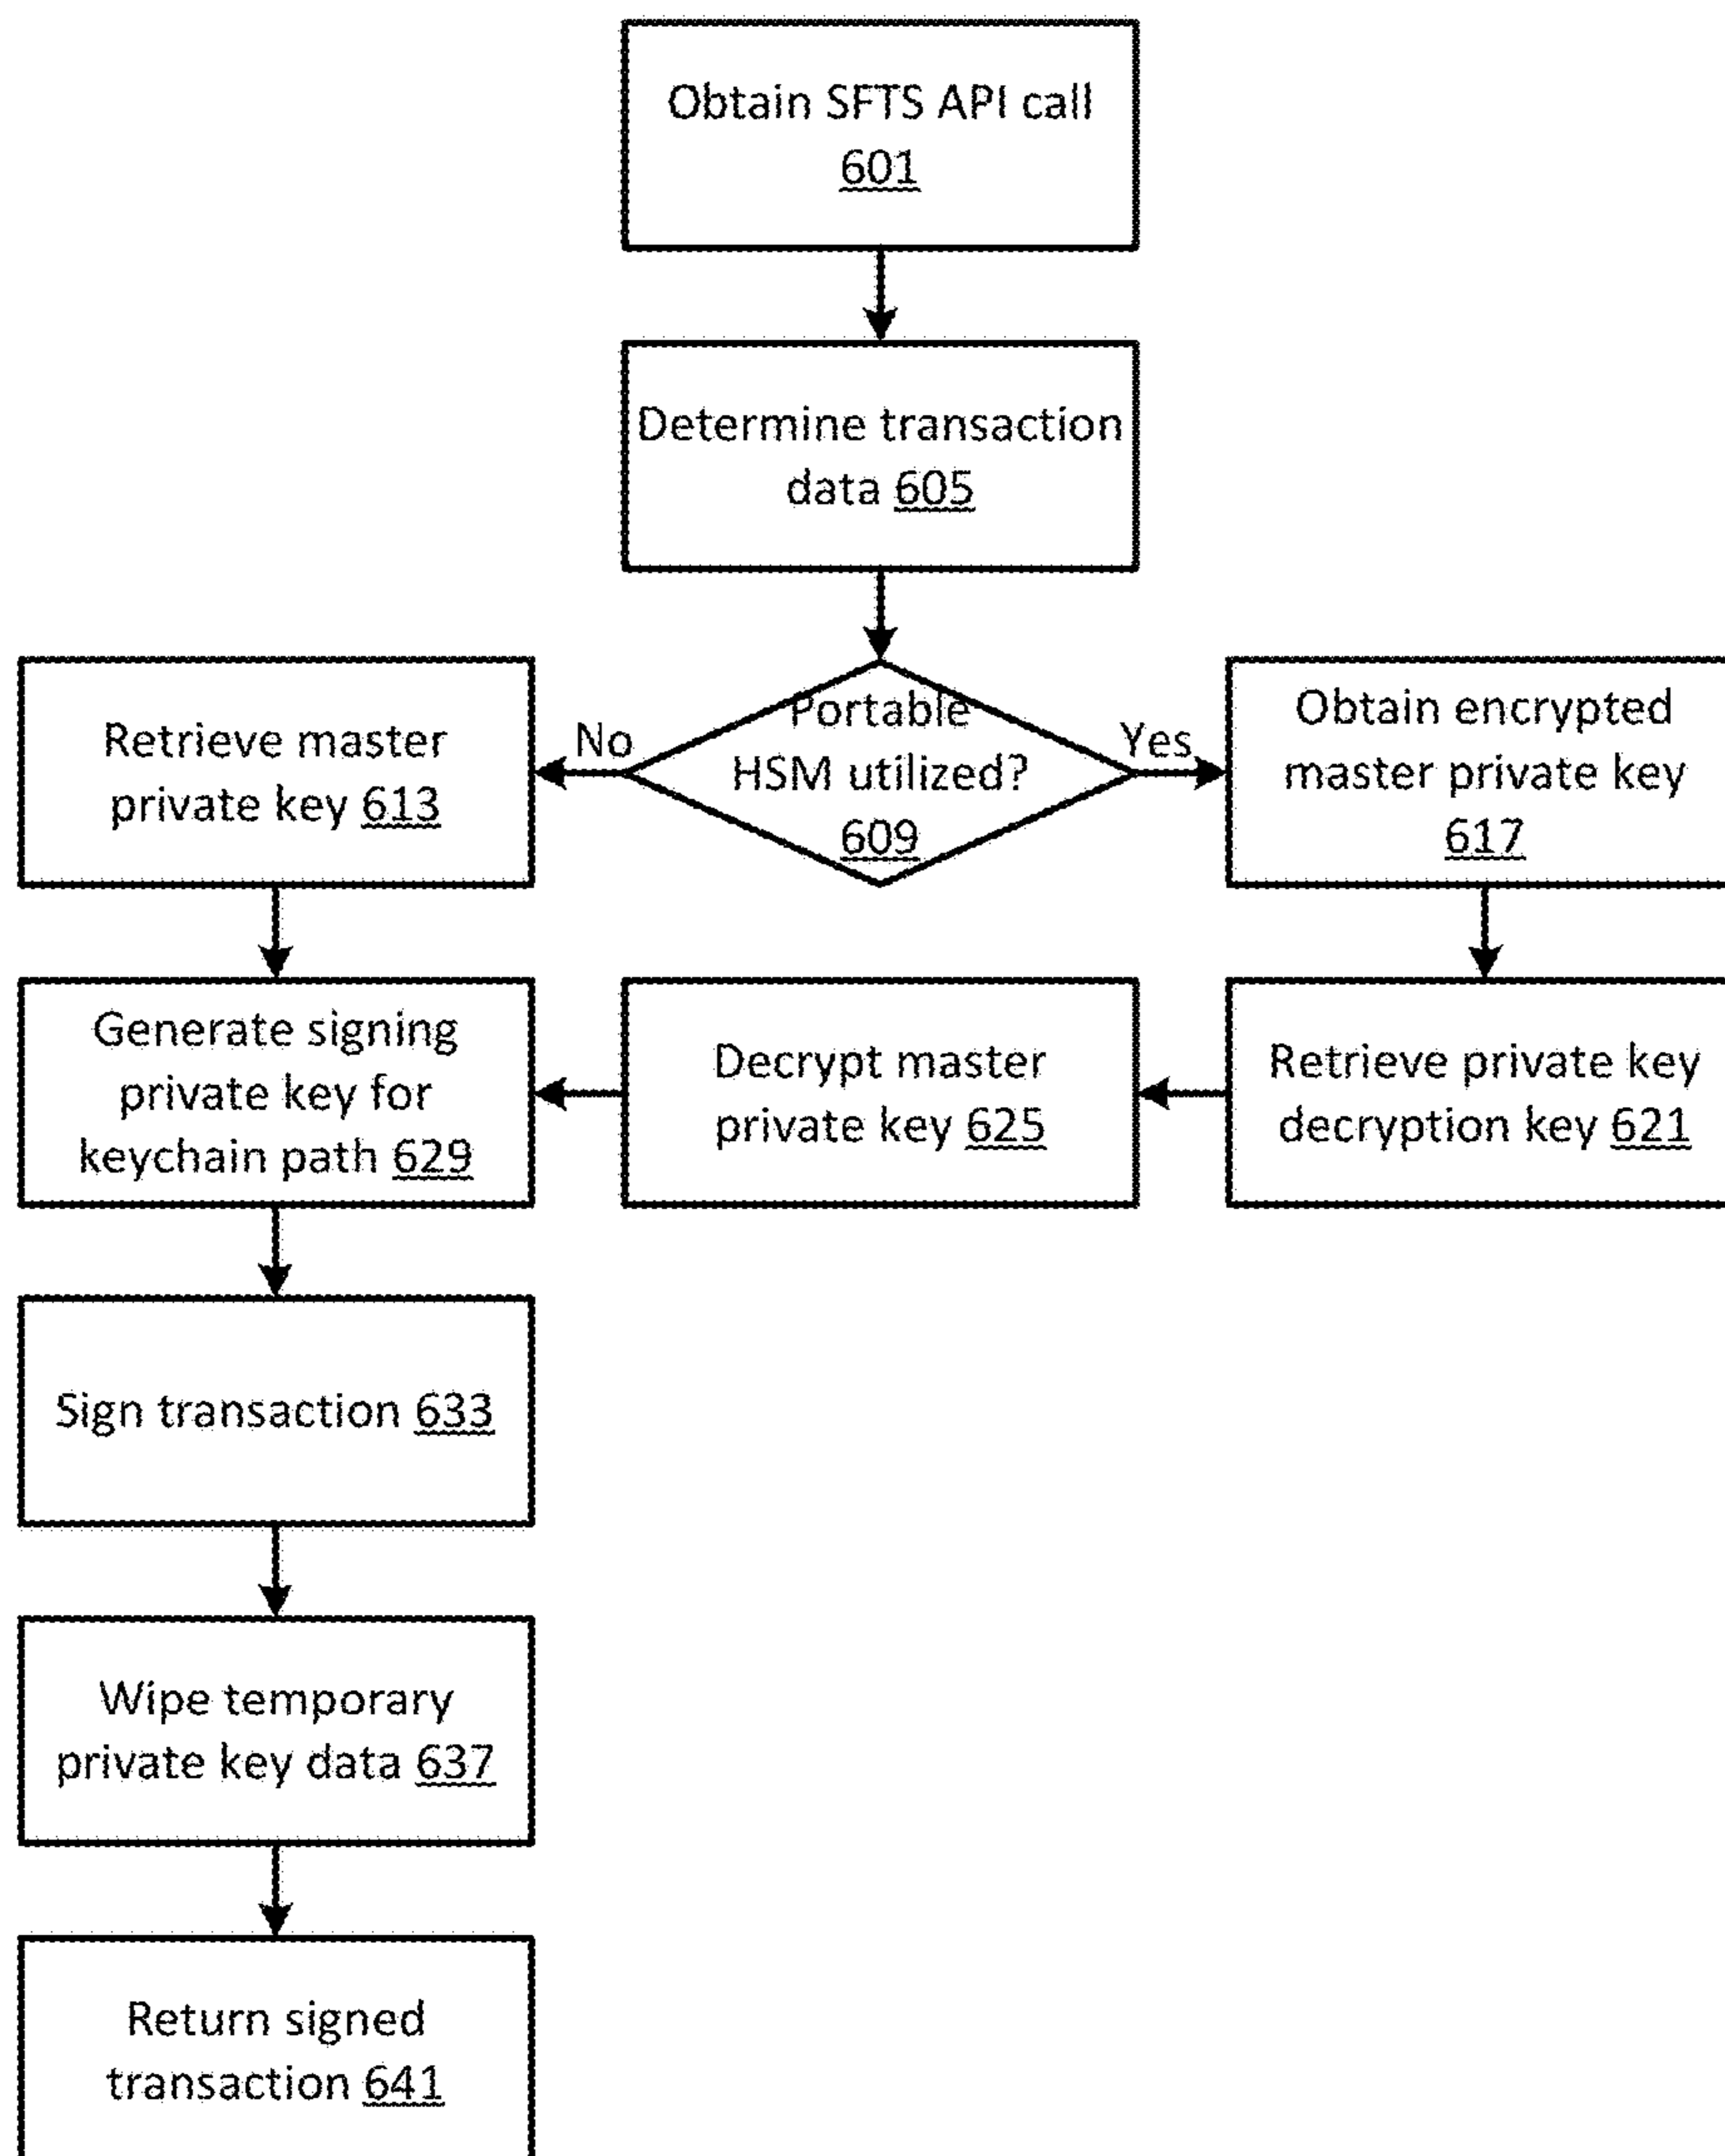 Obtain SFTS API call
601
Determine transaction
data 605
Portable
HSM utilized?
609
No
Yes
Retrieve master
private key 613
Obtain encrypted
master private key
617
Generate signing
private key for
keychain path 629
Decrypt master
private key 625
Retrieve private key
decryption key 621
Sign transaction 633
Wipe temporary
private key data 637
Return signed
transaction 641